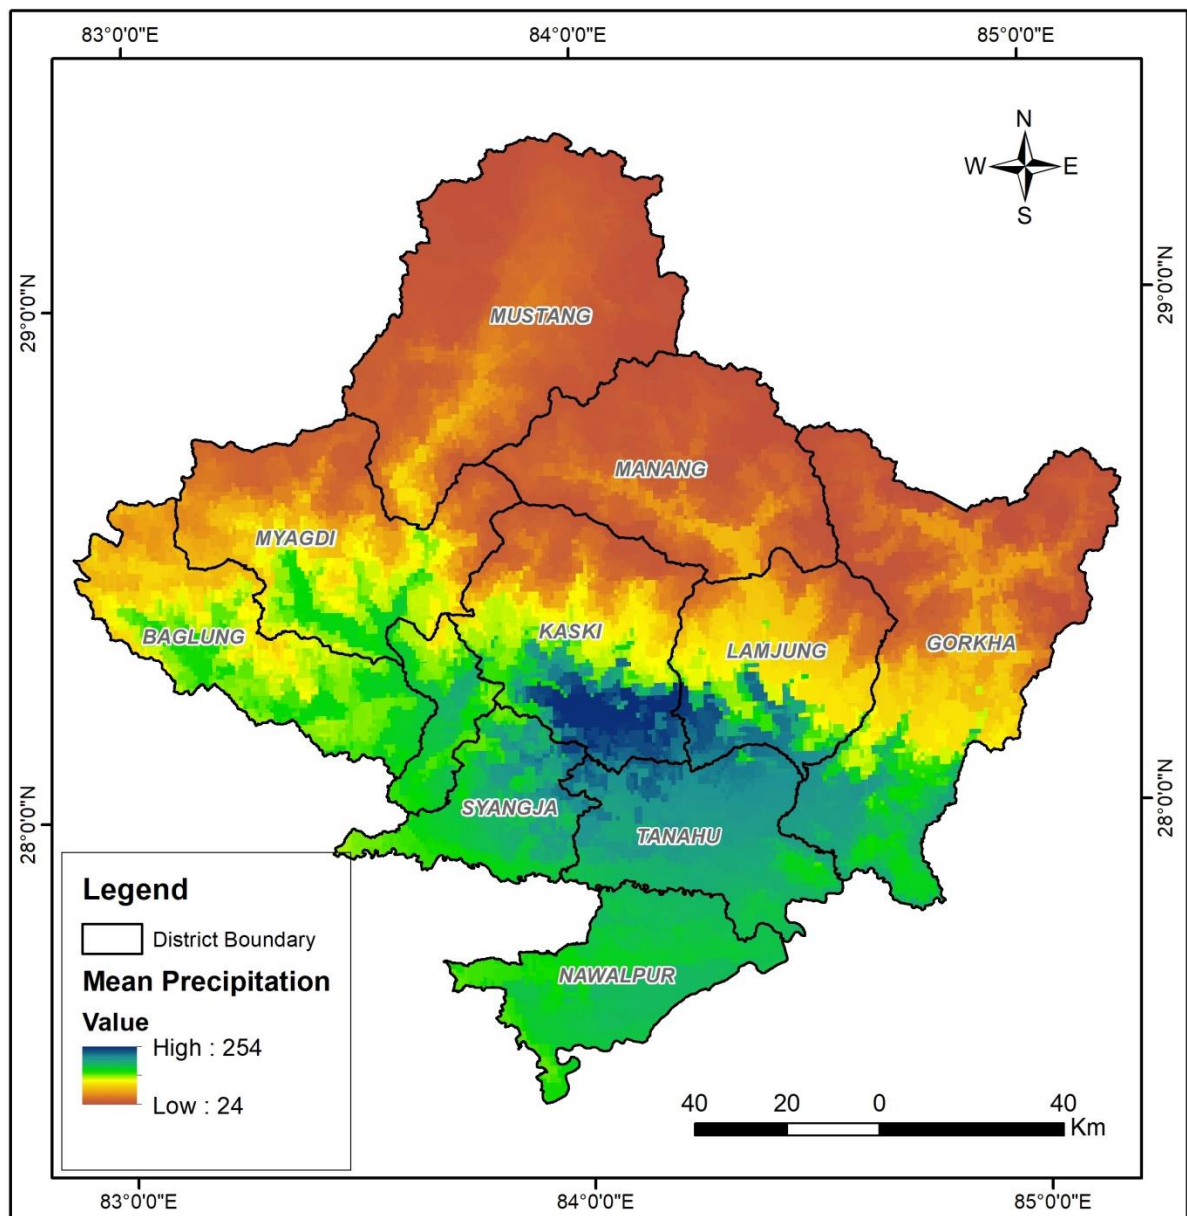 83°0'0"E 84°0'0"E 85°0'0"E
N
W E
S
29°0'0"N 29°0'0"N
MUSTANG
MANANG
MYAGDI
BAGLUNG KASKI LAMJUNG GORKHA
28°0'0"N 28°0'0"N
SYANGJA
TANAHU
NAWALPUR
Legend
District Boundary
Mean Precipitation
Value
High : 254
Low : 24
40 20 0 40
Km
83°0'0"E 84°0'0"E 85°0'0"E